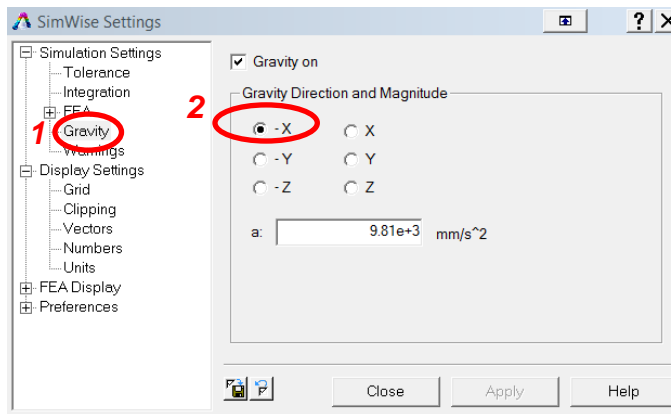 SimWise Settings
Simulation Settings
Tolerance
Integration
FEA
Gravity
Warnings
Display Settings
Grid
Clipping
Vectors
Numbers
Units
FEA Display
Preferences
1
2
Gravity on
Gravity Direction and Magnitude
-X X
-Y Y
-Z Z
a: 9.81e+3 mm/s^2
Close Apply Help